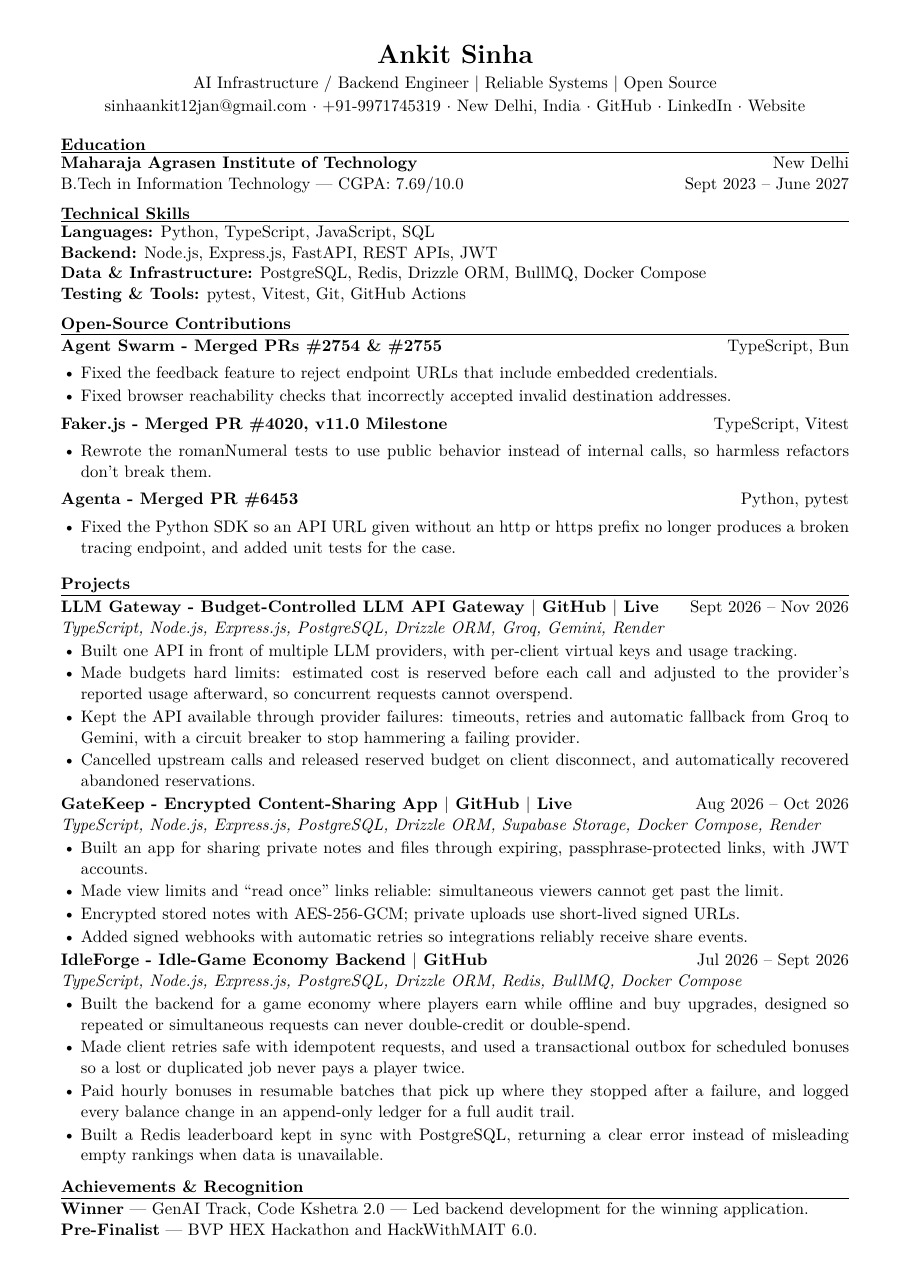 Ankit Sinha
AI Infrastructure / Backend Engineer | Reliable Systems | Open Source
sinhaankit12jan@gmail.com · +91-9971745319 · New Delhi, India · GitHub · LinkedIn · Website
Education
Maharaja Agrasen Institute of Technology New Delhi
B.Tech in Information Technology — CGPA: 7.69/10.0 Sept 2023 – June 2027
Technical Skills
Languages: Python, TypeScript, JavaScript, SQL
Backend: Node.js, Express.js, FastAPI, REST APIs, JWT
Data & Infrastructure: PostgreSQL, Redis, Drizzle ORM, BullMQ, Docker Compose
Testing & Tools: pytest, Vitest, Git, GitHub Actions
Open-Source Contributions
Agent Swarm - Merged PRs #2754 & #2755 TypeScript, Bun
• Fixed the feedback feature to reject endpoint URLs that include embedded credentials.
• Fixed browser reachability checks that incorrectly accepted invalid destination addresses.
Faker.js - Merged PR #4020, v11.0 Milestone TypeScript, Vitest
• Rewrote the romanNumeral tests to use public behavior instead of internal calls, so harmless refactors
don't break them.
Agenta - Merged PR #6453 Python, pytest
• Fixed the Python SDK so an API URL given without an http or https prefix no longer produces a broken
tracing endpoint, and added unit tests for the case.
Projects
LLM Gateway - Budget-Controlled LLM API Gateway | GitHub | Live Sept 2026 – Nov 2026
TypeScript, Node.js, Express.js, PostgreSQL, Drizzle ORM, Groq, Gemini, Render
• Built one API in front of multiple LLM providers, with per-client virtual keys and usage tracking.
• Made budgets hard limits: estimated cost is reserved before each call and adjusted to the provider's
reported usage afterward, so concurrent requests cannot overspend.
• Kept the API available through provider failures: timeouts, retries and automatic fallback from Groq to
Gemini, with a circuit breaker to stop hammering a failing provider.
• Cancelled upstream calls and released reserved budget on client disconnect, and automatically recovered
abandoned reservations.
GateKeep - Encrypted Content-Sharing App | GitHub | Live Aug 2026 – Oct 2026
TypeScript, Node.js, Express.js, PostgreSQL, Drizzle ORM, Supabase Storage, Docker Compose, Render
• Built an app for sharing private notes and files through expiring, passphrase-protected links, with JWT
accounts.
• Made view limits and “read once” links reliable: simultaneous viewers cannot get past the limit.
• Encrypted stored notes with AES-256-GCM; private uploads use short-lived signed URLs.
• Added signed webhooks with automatic retries so integrations reliably receive share events.
IdleForge - Idle-Game Economy Backend | GitHub Jul 2026 – Sept 2026
TypeScript, Node.js, Express.js, PostgreSQL, Drizzle ORM, Redis, BullMQ, Docker Compose
• Built the backend for a game economy where players earn while offline and buy upgrades, designed so
repeated or simultaneous requests can never double-credit or double-spend.
• Made client retries safe with idempotent requests, and used a transactional outbox for scheduled bonuses
so a lost or duplicated job never pays a player twice.
• Paid hourly bonuses in resumable batches that pick up where they stopped after a failure, and logged
every balance change in an append-only ledger for a full audit trail.
• Built a Redis leaderboard kept in sync with PostgreSQL, returning a clear error instead of misleading
empty rankings when data is unavailable.
Achievements & Recognition
Winner — GenAI Track, Code Kshetra 2.0 — Led backend development for the winning application.
Pre-Finalist — BVP HEX Hackathon and HackWithMAIT 6.0.